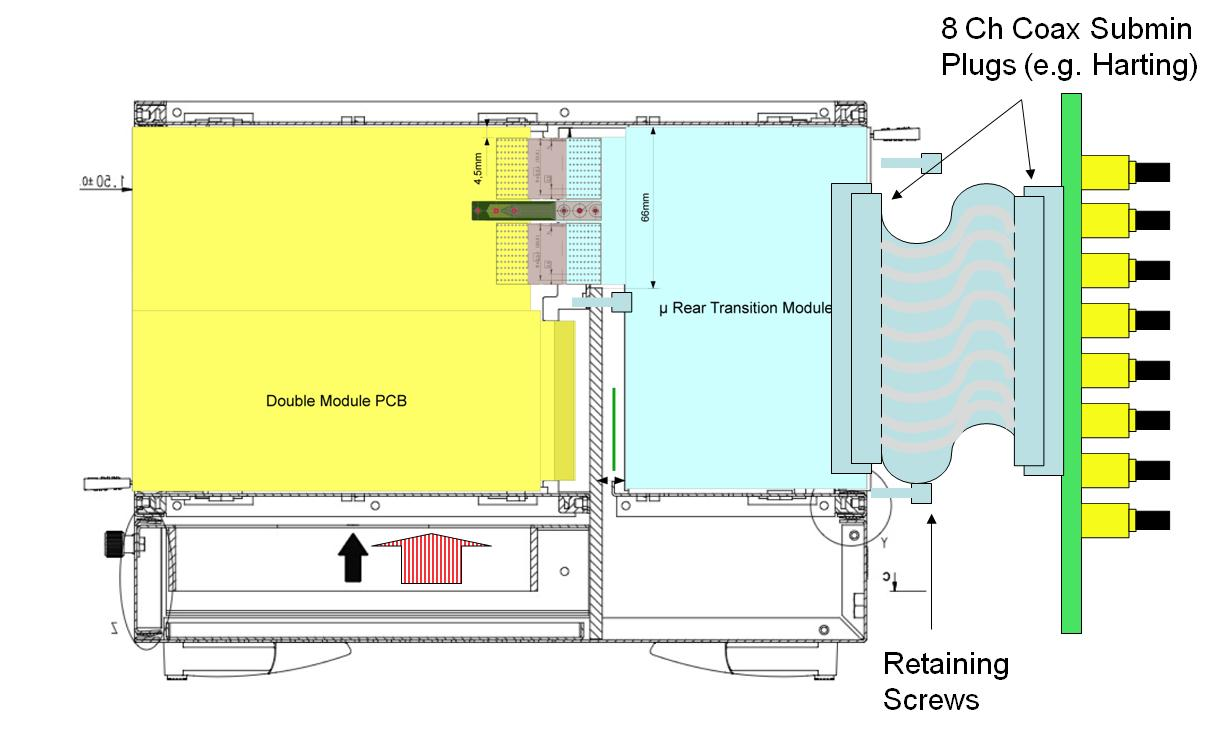 8 Ch Coax Submin
Plugs (e.g. Harting)
4,5mm
1.50 ±0
66mm
µ Rear Transition Module
Double Module PCB
Y
C
Z
Retaining
Screws